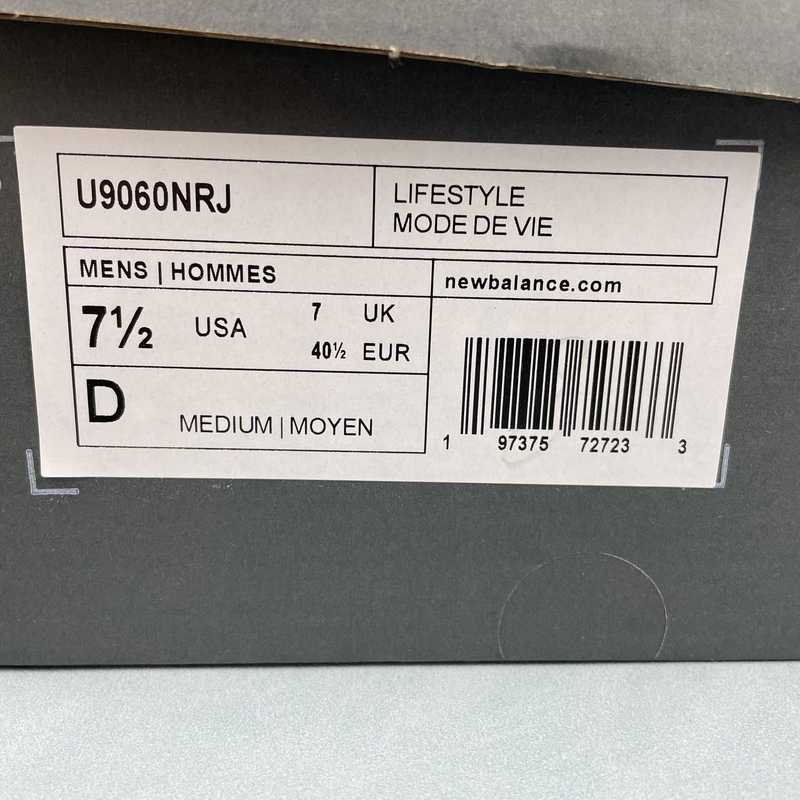 U9060NRJ
LIFESTYLE
MODE DE VIE
MENS | HOMMES
newbalance.com
7½ USA
7 UK
40½ EUR
D MEDIUM | MOYEN
1 97375 72723 3